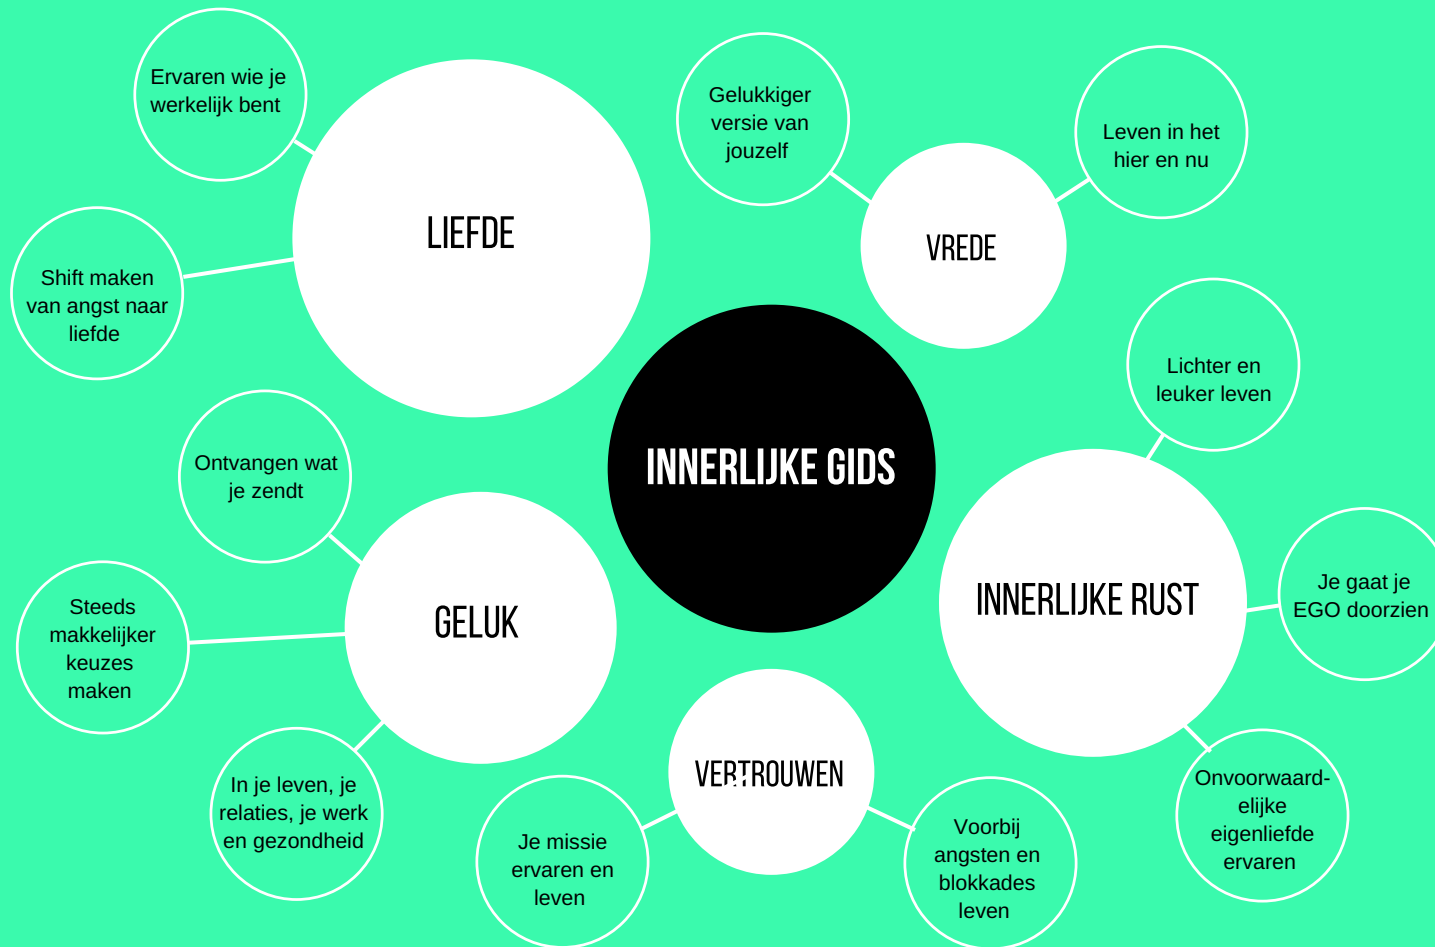 Ervaren wie je
werkelijk bent
Gelukkiger
versie van
jouzelf
Leven in het
hier en nu
LIEFDE
VREDE
Shift maken
van angst naar
liefde
Lichter en
leuker leven
Ontvangen wat
je zendt
INNERLIJKE GIDS
Steeds
makkelijker
keuzes
maken
GELUK
INNERLIJKE RUST
Je gaat je
EGO doorzien
In je leven, je
relaties, je werk
en gezondheid
VERTROUWEN
Je missie
ervaren en
leven
Voorbij
angsten en
blokkades
leven
Onvoorwaard-
elijke
eigenliefde
ervaren